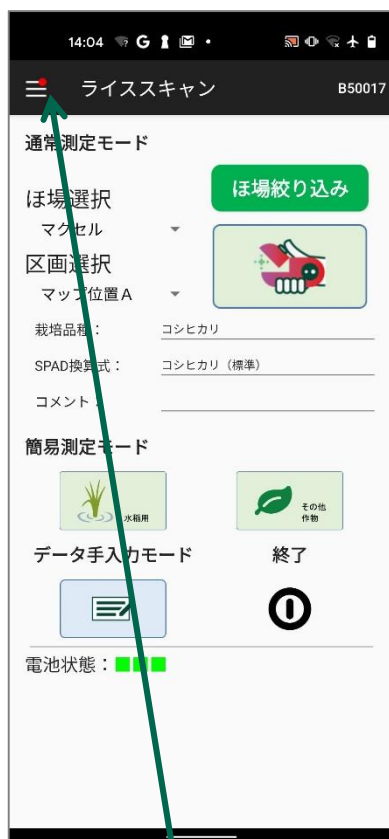 14:04
ライススキャン
B50017
通常測定モード
ほ場選択
ほ場絞り込み
マクセル
区画選択
マップ位置A
栽培品種：
コシヒカリ
SPAD換算式：
コシヒカリ（標準）
コメント：
簡易測定モード
水稲用
その他
作物
データ手入力モード
終了
電池状態：